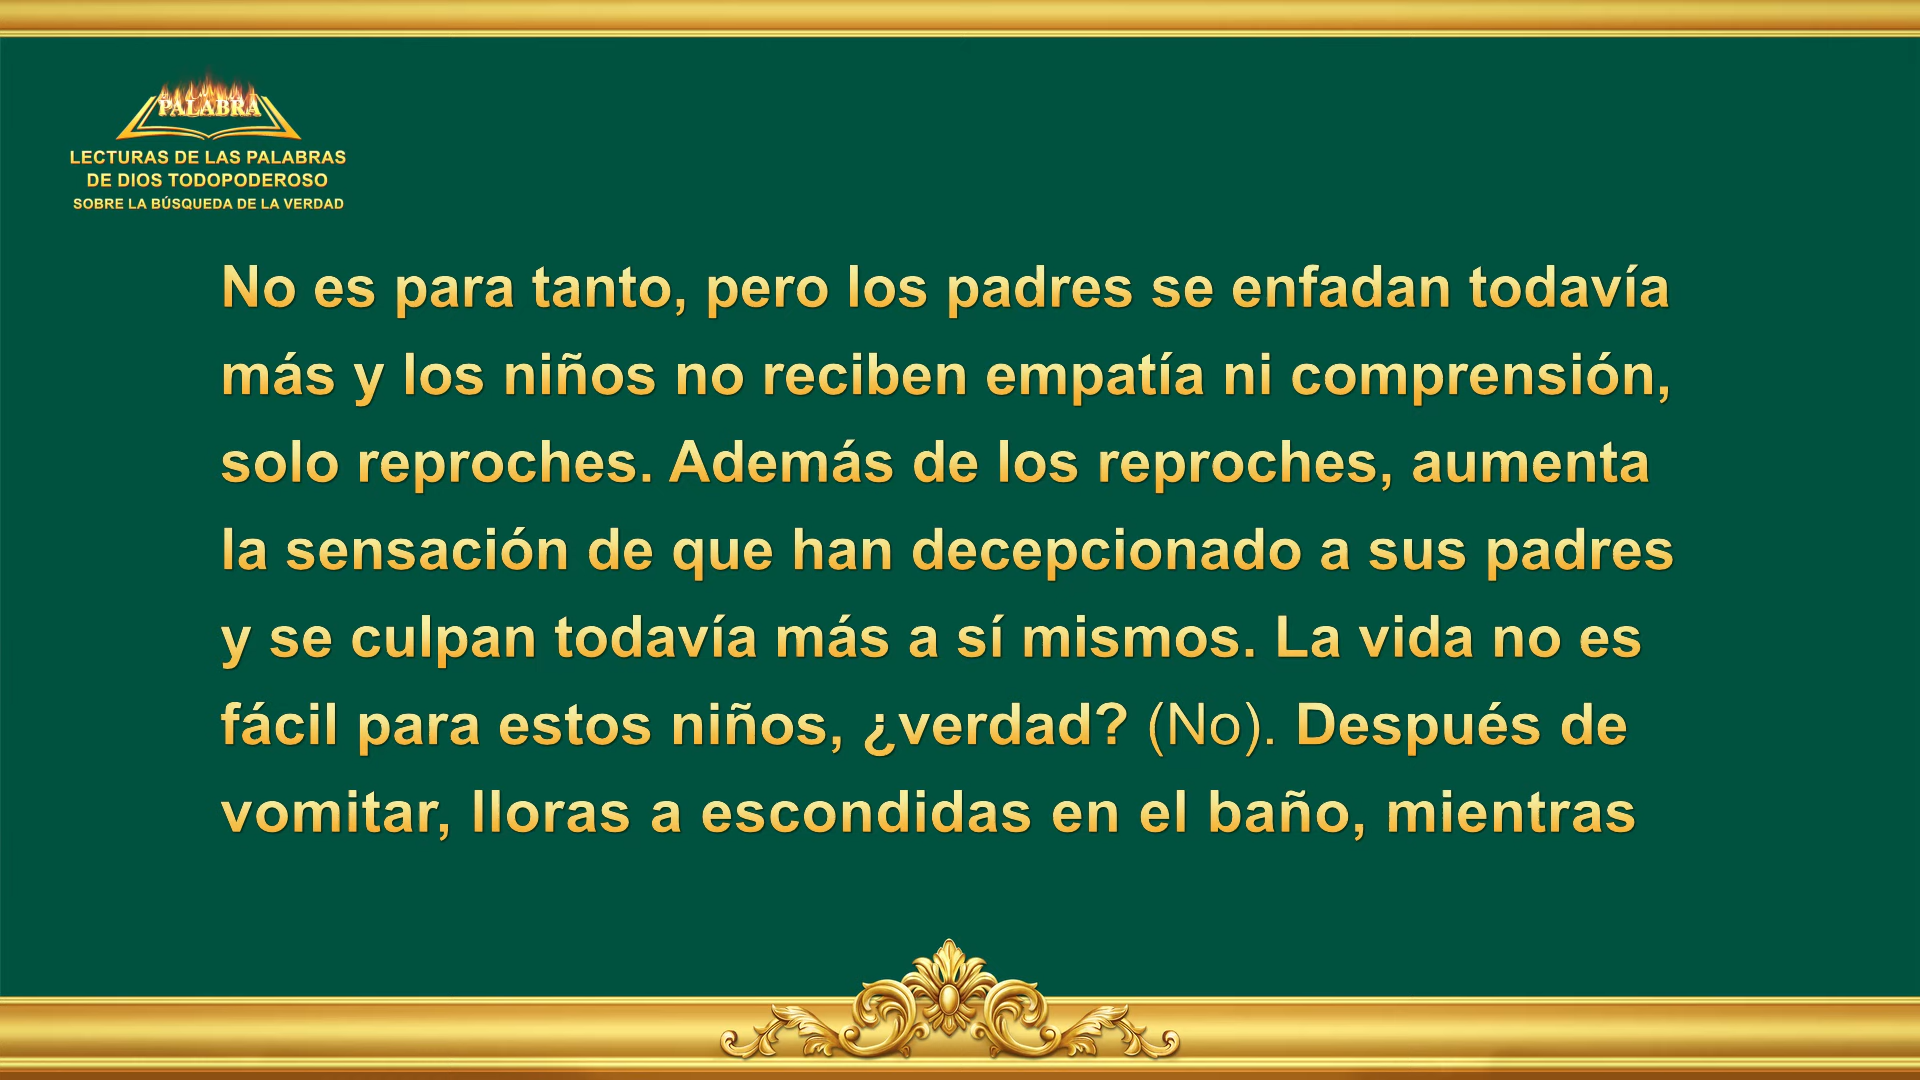 PALABRA
LECTURAS DE LAS PALABRAS
DE DIOS TODOPODEROSO
SOBRE LA BÚSQUEDA DE LA VERDAD
No es para tanto, pero los padres se enfadan todavía
más y los niños no reciben empatía ni comprensión,
solo reproches. Además de los reproches, aumenta
la sensación de que han decepcionado a sus padres
y se culpan todavía más a sí mismos. La vida no es
fácil para estos niños, ¿verdad? (No). Después de
vomitar, lloras a escondidas en el baño, mientras